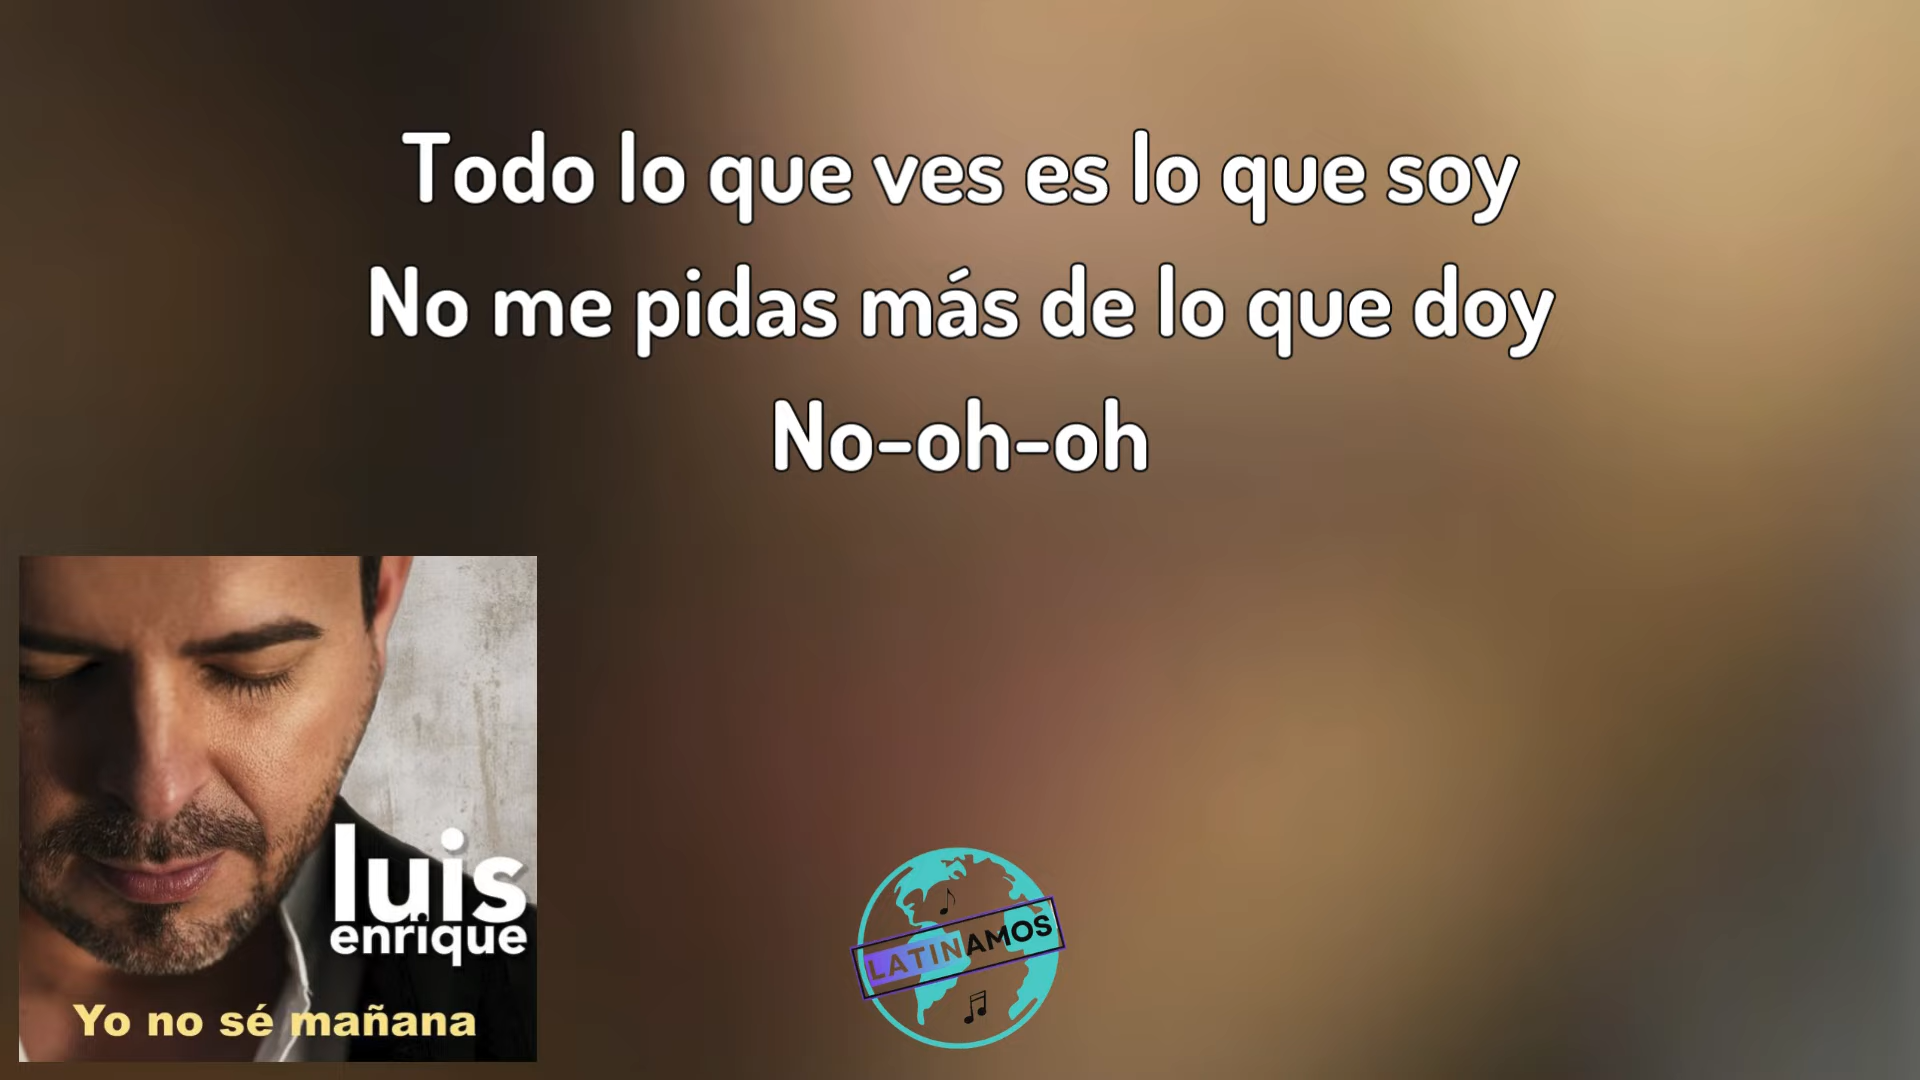 Todo lo que ves es lo que soy
No me pidas más de lo que doy
No-oh-oh
luis
enrique
Yo no sé mañana
LATINAMOS